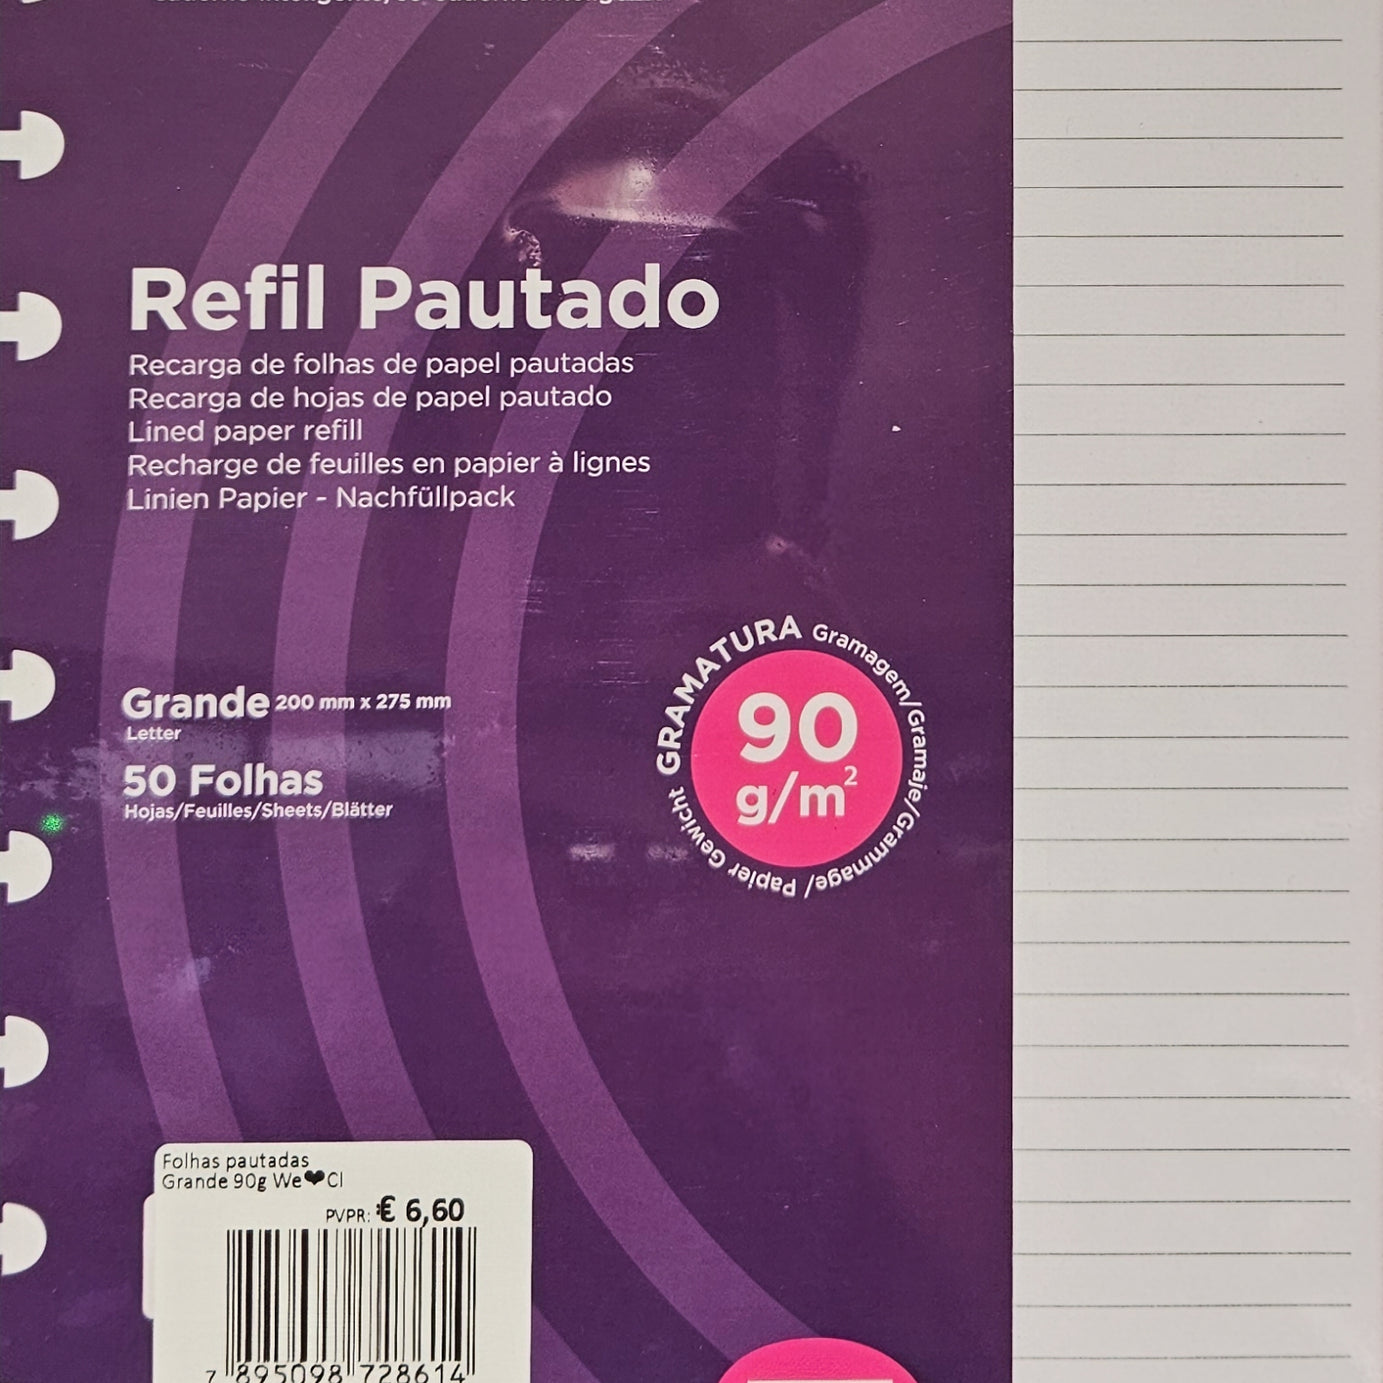 Refil Pautado
Recarga de folhas de papel pautadas
Recarga de hojas de papel pautado
Lined paper refill
Recharge de feuilles en papier à lignes
Linien Papier - Nachfüllpack
GRAMATURA Gramagem/Gramaje/Grammage/ Papier Gewicht
90
g/m²
Grande 200 mm x 275 mm
Letter
50 Folhas
Hojas/Feuilles/Sheets/Blätter
Folhas pautadas
Grande 90g We❤CI
PVPR: € 6,60
7 895098 728614